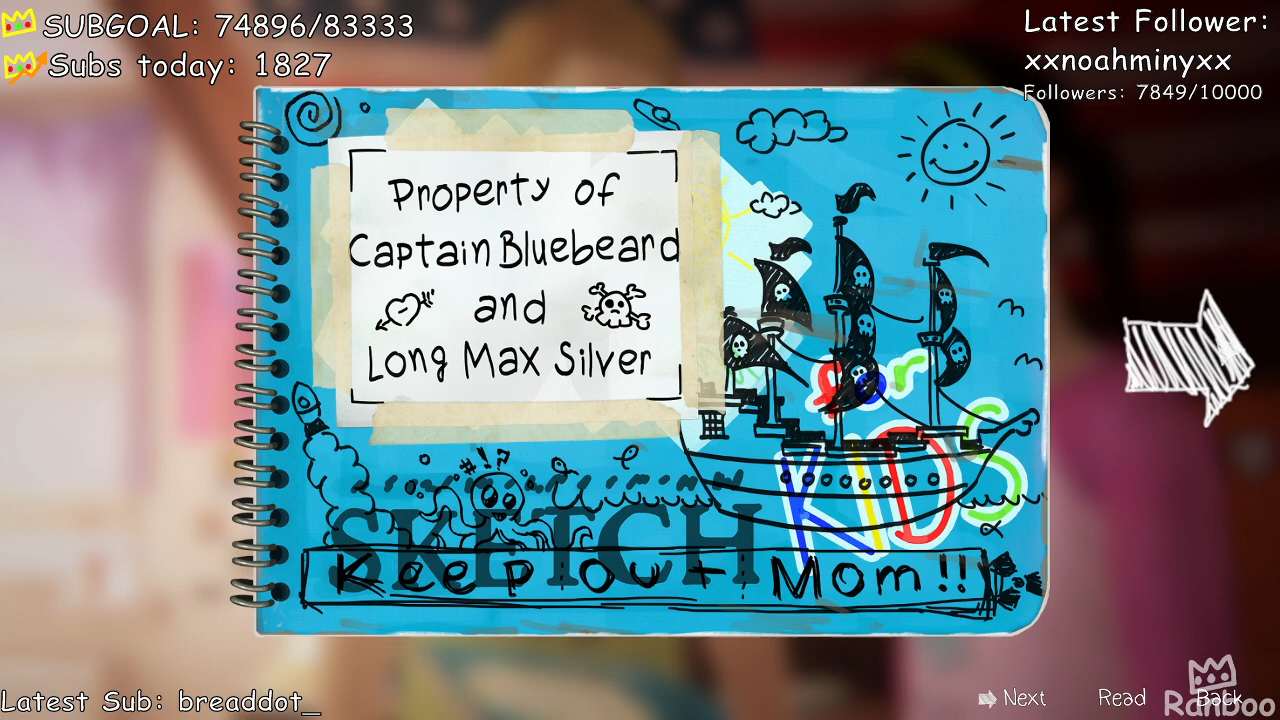 SUBGOAL: 74896/83333
Subs today: 1827
Latest Follower:
xxnoahminyxx
Followers: 7849/10000
Property of
Captain Bluebeard
and
Long Max Silver
KIDS
SKETCH
Keep out Mom!!
Latest Sub: breaddot_
Next Read Back
Ranboo